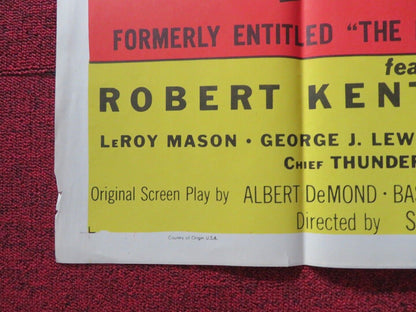 FORMERLY ENTITLED "THE
fea
ROBERT KENT
LEROY MASON • GEORGE J. LEW
CHIEF THUNDER
Original Screen Play by ALBERT DeMOND • BAS
Directed by S
Country of Origin U.S.A.